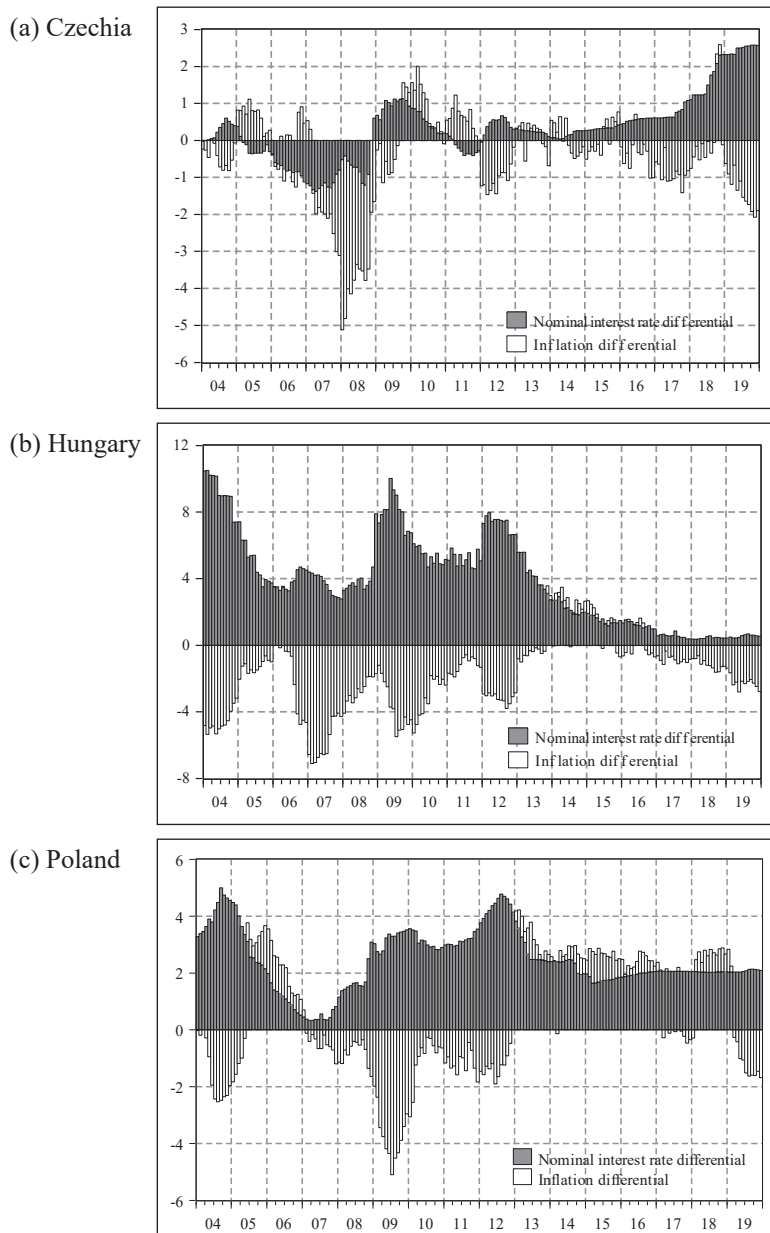 (a) Czechia
3
2
1
0
-1
-2
-3
-4
-5
-6
Nominal interest rate differential
Inflation differential
04 05 06 07 08 09 10 11 12 13 14 15 16 17 18 19
(b) Hungary
12
8
4
0
-4
-8
Nominal interest rate differential
Inflation differential
04 05 06 07 08 09 10 11 12 13 14 15 16 17 18 19
(c) Poland
6
4
2
0
-2
-4
-6
Nominal interest rate differential
Inflation differential
04 05 06 07 08 09 10 11 12 13 14 15 16 17 18 19